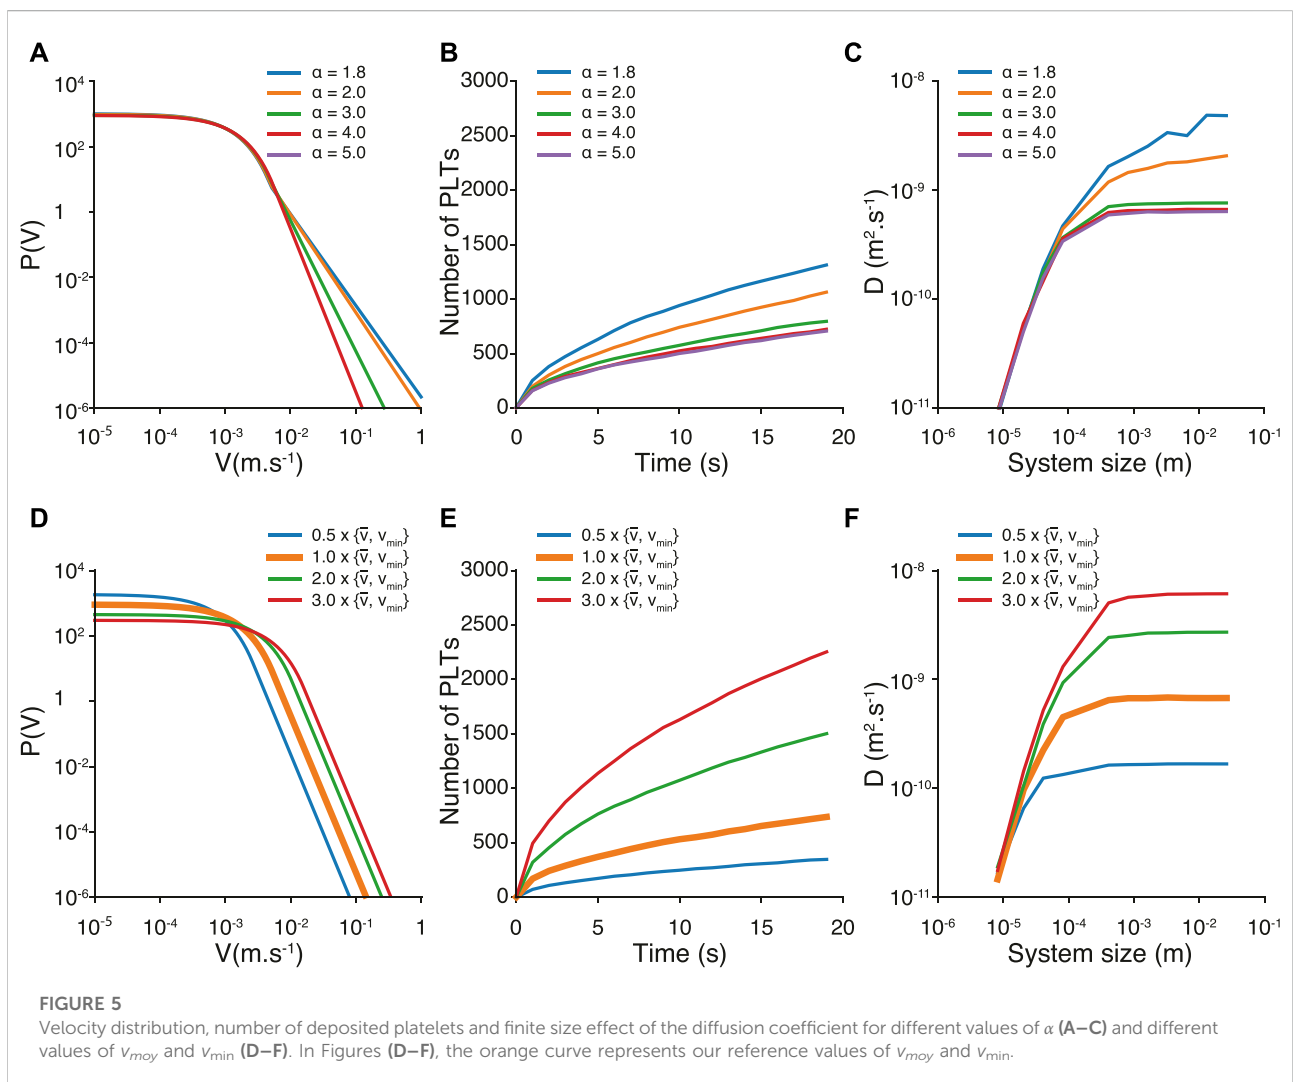 A
α = 1.8
α = 2.0
α = 3.0
α = 4.0
α = 5.0
P(V)
10⁴
10²
1
10⁻²
10⁻⁴
10⁻⁶
10⁻⁵ 10⁻⁴ 10⁻³ 10⁻² 10⁻¹ 1
V(m.s⁻¹)
B
α = 1.8
α = 2.0
α = 3.0
α = 4.0
α = 5.0
Number of PLTs
3000
2500
2000
1500
1000
500
0
0 5 10 15 20
Time (s)
C
α = 1.8
α = 2.0
α = 3.0
α = 4.0
α = 5.0
D (m².s⁻¹)
10⁻⁸
10⁻⁹
10⁻¹⁰
10⁻¹¹
10⁻⁶ 10⁻⁵ 10⁻⁴ 10⁻³ 10⁻² 10⁻¹
System size (m)
D
0.5 x {v̅, vmin}
1.0 x {v̅, vmin}
2.0 x {v̅, vmin}
3.0 x {v̅, vmin}
P(V)
10⁴
10²
1
10⁻²
10⁻⁴
10⁻⁶
10⁻⁵ 10⁻⁴ 10⁻³ 10⁻² 10⁻¹ 1
V(m.s⁻¹)
E
0.5 x {v̅, vmin}
1.0 x {v̅, vmin}
2.0 x {v̅, vmin}
3.0 x {v̅, vmin}
Number of PLTs
3000
2500
2000
1500
1000
500
0
0 5 10 15 20
Time (s)
F
0.5 x {v̅, vmin}
1.0 x {v̅, vmin}
2.0 x {v̅, vmin}
3.0 x {v̅, vmin}
D (m².s⁻¹)
10⁻⁸
10⁻⁹
10⁻¹⁰
10⁻¹¹
10⁻⁶ 10⁻⁵ 10⁻⁴ 10⁻³ 10⁻² 10⁻¹
System size (m)
FIGURE 5
Velocity distribution, number of deposited platelets and finite size effect of the diffusion coefficient for different values of α (A–C) and different
values of vmoy and vmin (D–F). In Figures (D–F), the orange curve represents our reference values of vmoy and vmin.